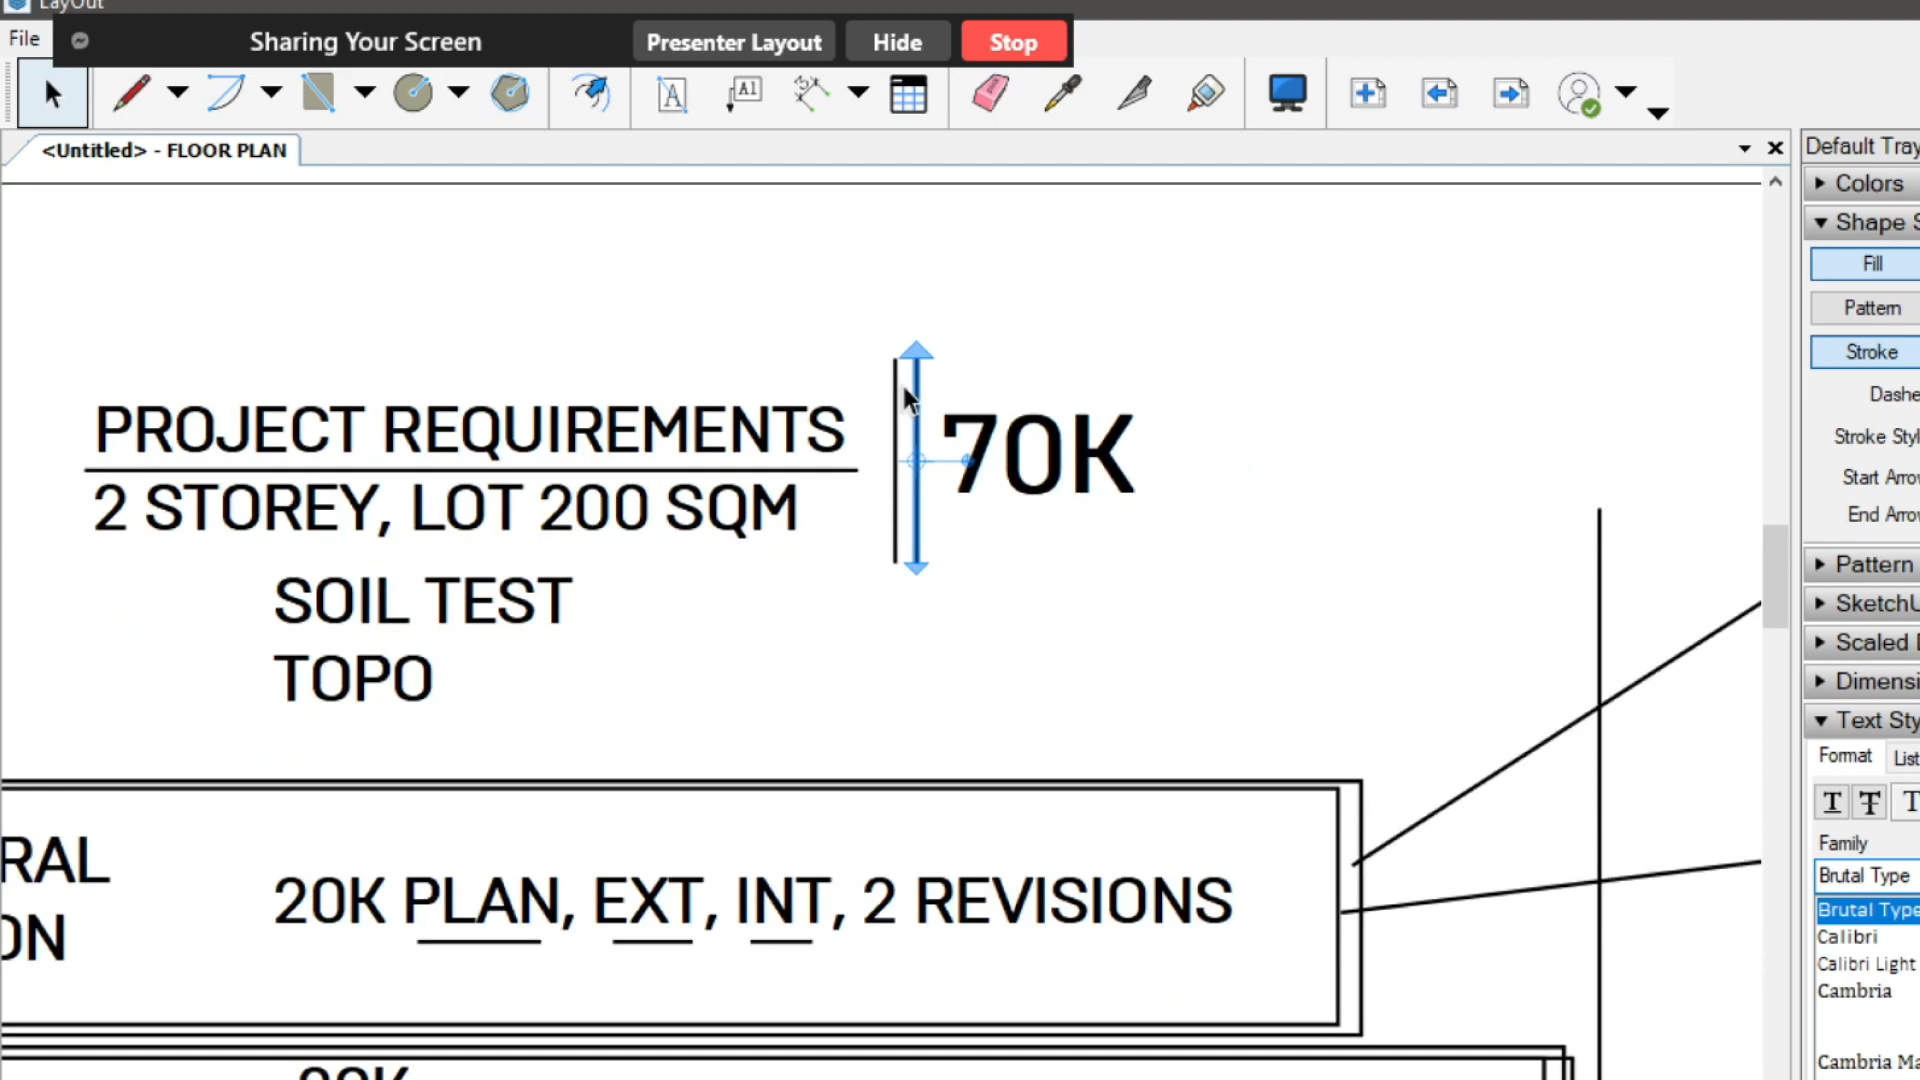 LayOut
File
Sharing Your Screen
Presenter Layout
Hide
Stop
A
A1
<Untitled> - FLOOR PLAN
Default Tray
Colors
Shape S
Fill
Pattern
Stroke
Dashe
Stroke Styl
Start Arrow
End Arrow
Pattern
SketchU
Scaled D
Dimensi
Text Sty
Format
List
T T T
Family
Brutal Type
Brutal Type
Calibri
Calibri Light
Cambria
Cambria Ma
PROJECT REQUIREMENTS
2 STOREY, LOT 200 SQM
70K
SOIL TEST
TOPO
RAL
ON
20K PLAN, EXT, INT, 2 REVISIONS